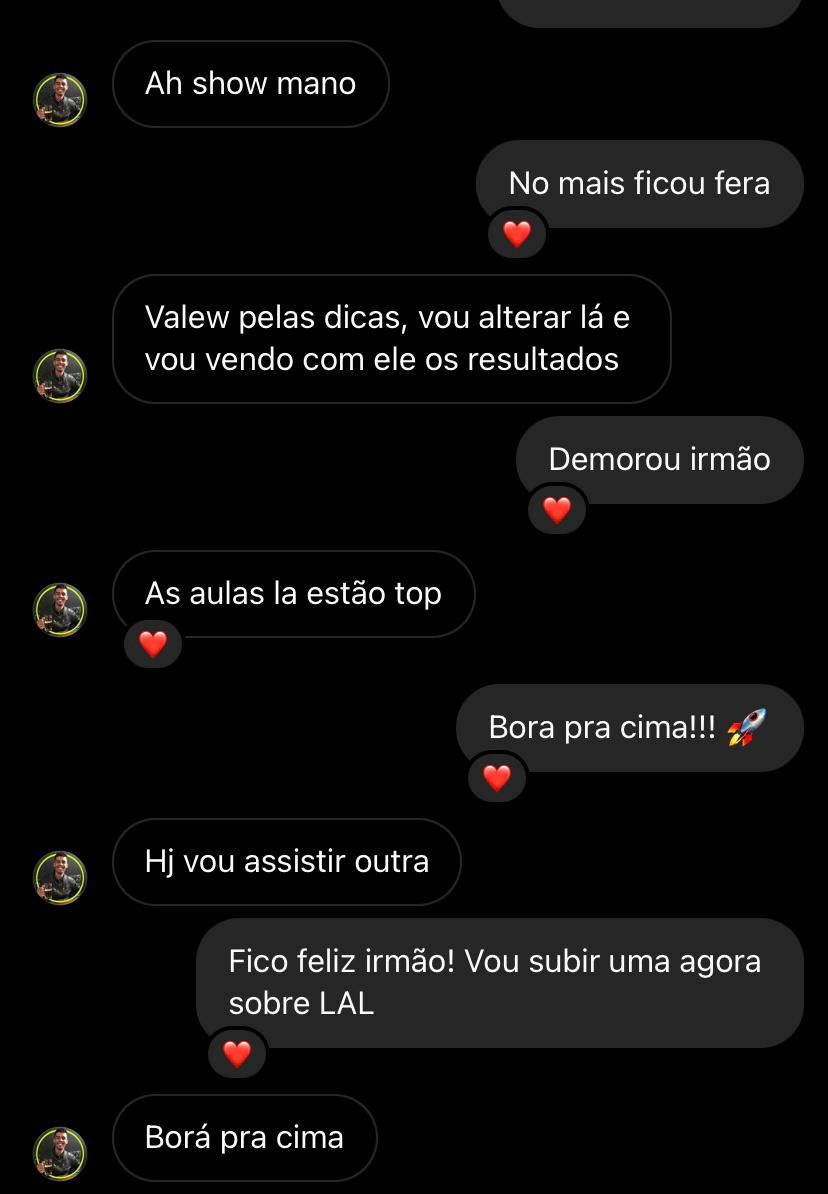 Ah show mano
No mais ficou fera
❤️
Valew pelas dicas, vou alterar lá e
vou vendo com ele os resultados
Demorou irmão
❤️
As aulas la estão top
❤️
Bora pra cima!!! 🚀
❤️
Hj vou assistir outra
Fico feliz irmão! Vou subir uma agora
sobre LAL
❤️
Borá pra cima